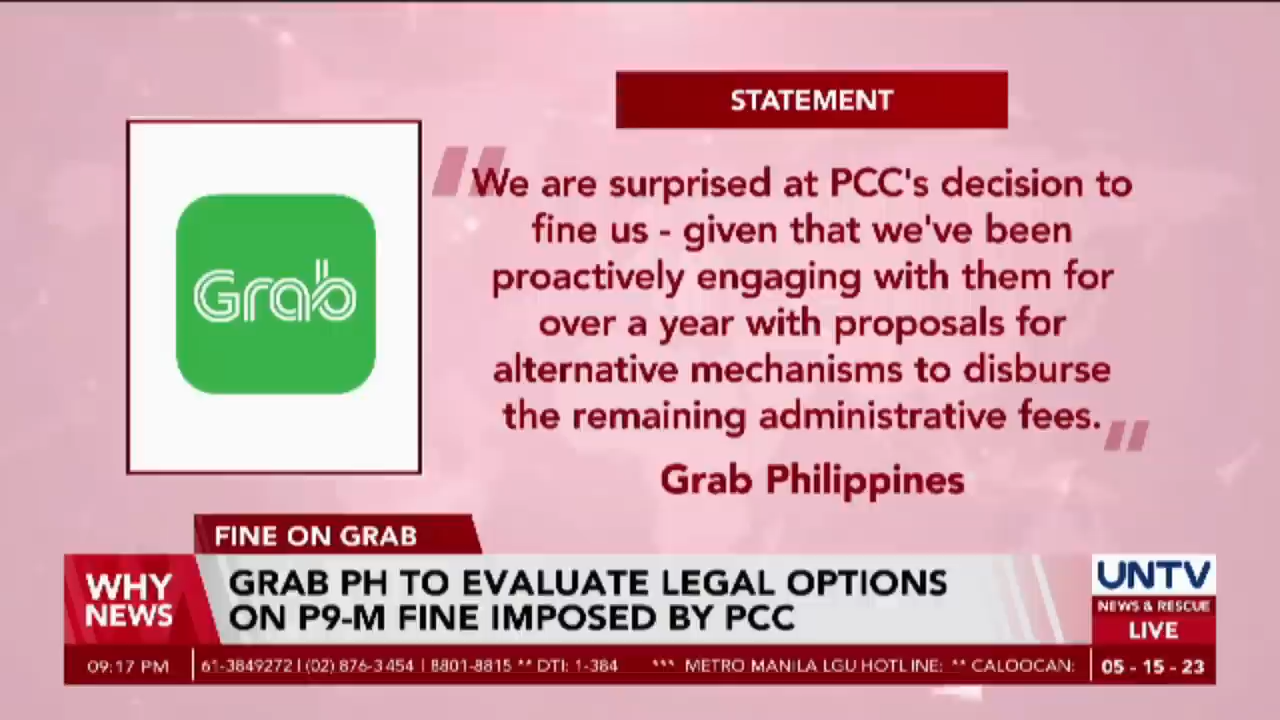 STATEMENT
"We are surprised at PCC's decision to
fine us - given that we've been
proactively engaging with them for
over a year with proposals for
alternative mechanisms to disburse
the remaining administrative fees."
Grab Philippines
Grab
FINE ON GRAB
WHY
NEWS
GRAB PH TO EVALUATE LEGAL OPTIONS
ON P9-M FINE IMPOSED BY PCC
UNTV
NEWS & RESCUE
LIVE
09:17 PM
61-3849272 | (02) 876-3454 | 8801-8815 ** DTI: 1-384 *** METRO MANILA LGU HOTLINE: ** CALOOCAN:
05 - 15 - 23